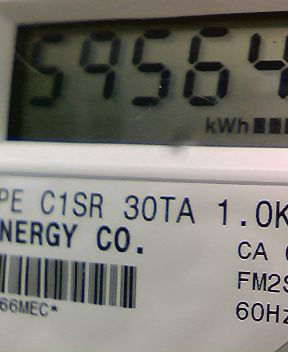 59564
kWh
PE C1SR 30TA 1.0K
NERGY CO.
CA
FM2S
66MEC*
60Hz